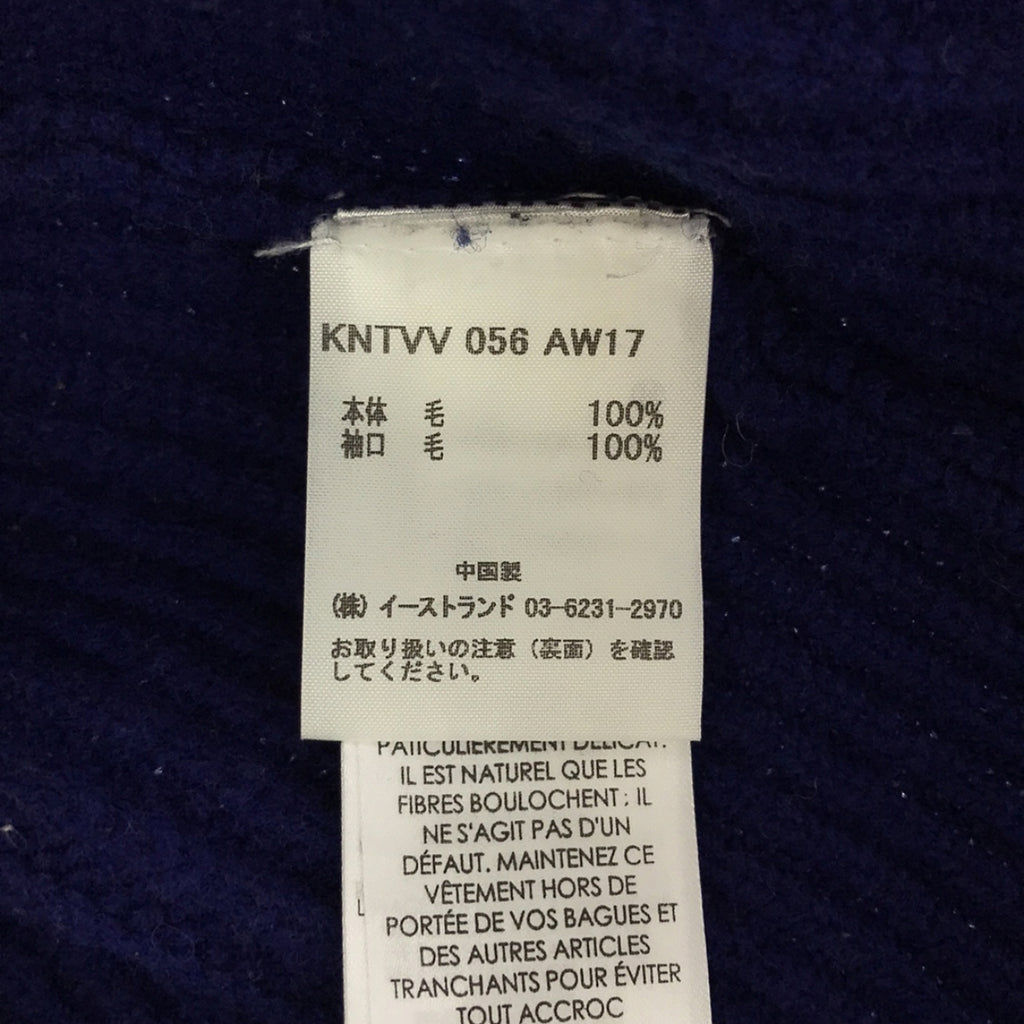 KNTVV 056 AW17
本体 毛 100%
袖口 毛 100%
中国製
(株) イーストランド 03-6231-2970
お取り扱いの注意（裏面）を確認
してください。
PATICULIÈREMENT DÉLICAT.
IL EST NATUREL QUE LES
FIBRES BOULOCHENT ; IL
NE S'AGIT PAS D'UN
DÉFAUT. MAINTENEZ CE
VÊTEMENT HORS DE
PORTÉE DE VOS BAGUES ET
DES AUTRES ARTICLES
TRANCHANTS POUR ÉVITER
TOUT ACCROC